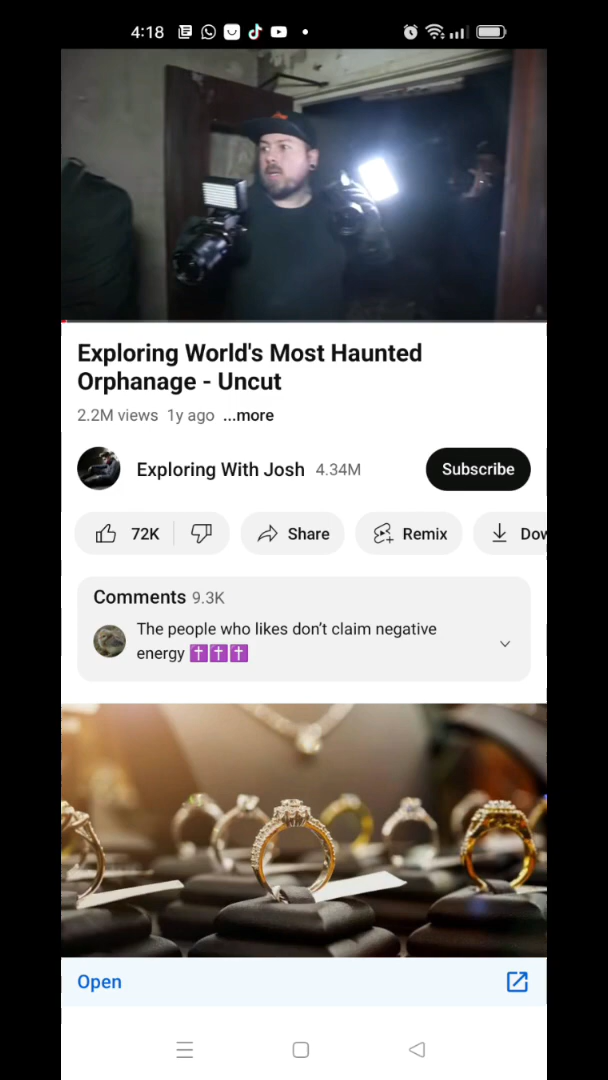 4:18
Exploring World's Most Haunted
Orphanage - Uncut
2.2M views 1y ago ...more
Exploring With Josh 4.34M
Subscribe
72K
Share
Remix
Dow
Comments 9.3K
The people who likes don't claim negative
energy ✝️✝️✝️
Open